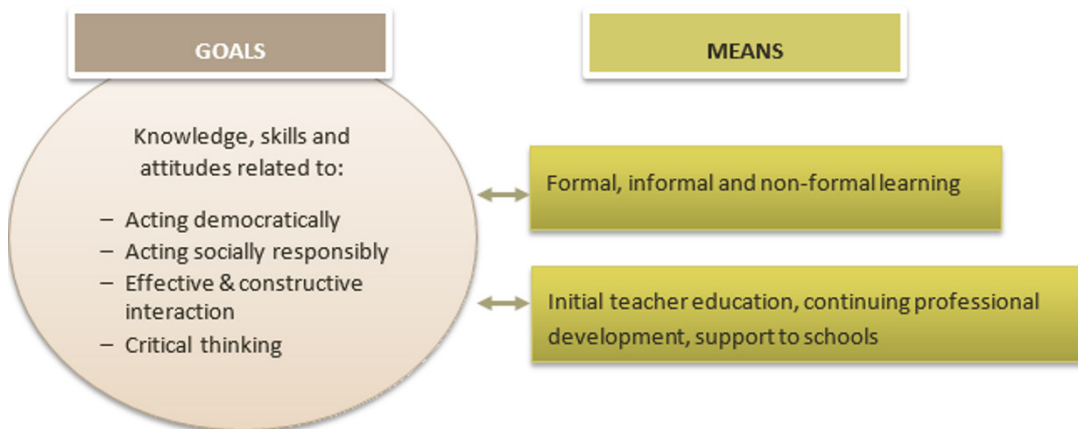 GOALS
MEANS
Knowledge, skills and
attitudes related to:
– Acting democratically
– Acting socially responsibly
– Effective & constructive
interaction
– Critical thinking
Formal, informal and non-formal learning
Initial teacher education, continuing professional
development, support to schools